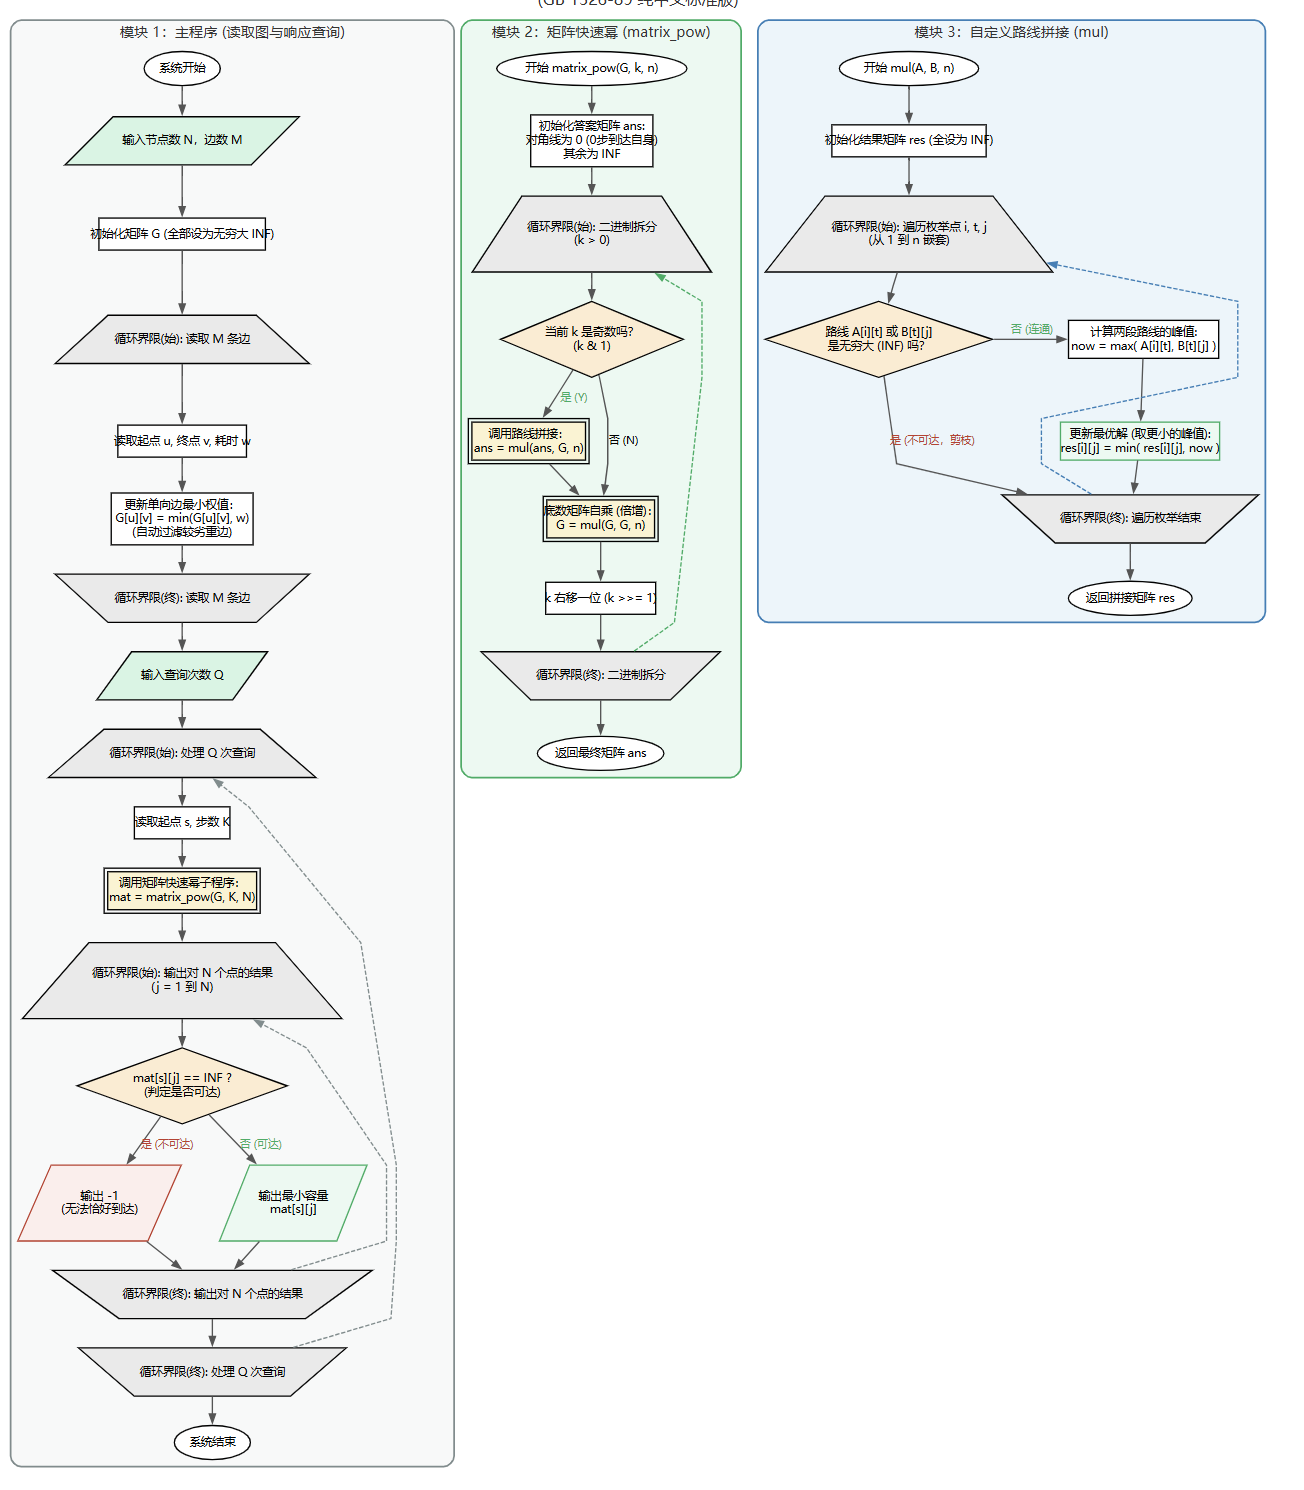 (GB 1526-89 纯中文标准版)
模块 1：主程序 (读取图与响应查询)
系统开始
输入节点数 N，边数 M
初始化矩阵 G (全部设为无穷大 INF)
循环界限(始): 读取 M 条边
读取起点 u, 终点 v, 耗时 w
更新单向边最小权值：
G[u][v] = min(G[u][v], w)
(自动过滤较劣重边)
循环界限(终): 读取 M 条边
输入查询次数 Q
循环界限(始): 处理 Q 次查询
读取起点 s, 步数 K
调用矩阵快速幂子程序：
mat = matrix_pow(G, K, N)
循环界限(始): 输出对 N 个点的结果
(j = 1 到 N)
mat[s][j] == INF ?
(判定是否可达)
是 (不可达)
否 (可达)
输出 -1
(无法恰好到达)
输出最小容量
mat[s][j]
循环界限(终): 输出对 N 个点的结果
循环界限(终): 处理 Q 次查询
系统结束
模块 2：矩阵快速幂 (matrix_pow)
开始 matrix_pow(G, k, n)
初始化答案矩阵 ans:
对角线为 0 (0步到达自身)
其余为 INF
循环界限(始): 二进制拆分
(k > 0)
当前 k 是奇数吗?
(k & 1)
是 (Y)
否 (N)
调用路线拼接：
ans = mul(ans, G, n)
底数矩阵自乘 (倍增)：
G = mul(G, G, n)
k 右移一位 (k >>= 1)
循环界限(终): 二进制拆分
返回最终矩阵 ans
模块 3：自定义路线拼接 (mul)
开始 mul(A, B, n)
初始化结果矩阵 res (全设为 INF)
循环界限(始): 遍历枚举点 i, t, j
(从 1 到 n 嵌套)
路线 A[i][t] 或 B[t][j]
是无穷大 (INF) 吗?
否 (连通)
是 (不可达，剪枝)
计算两段路线的峰值：
now = max( A[i][t], B[t][j] )
更新最优解 (取更小的峰值)：
res[i][j] = min( res[i][j], now )
循环界限(终): 遍历枚举结束
返回拼接矩阵 res